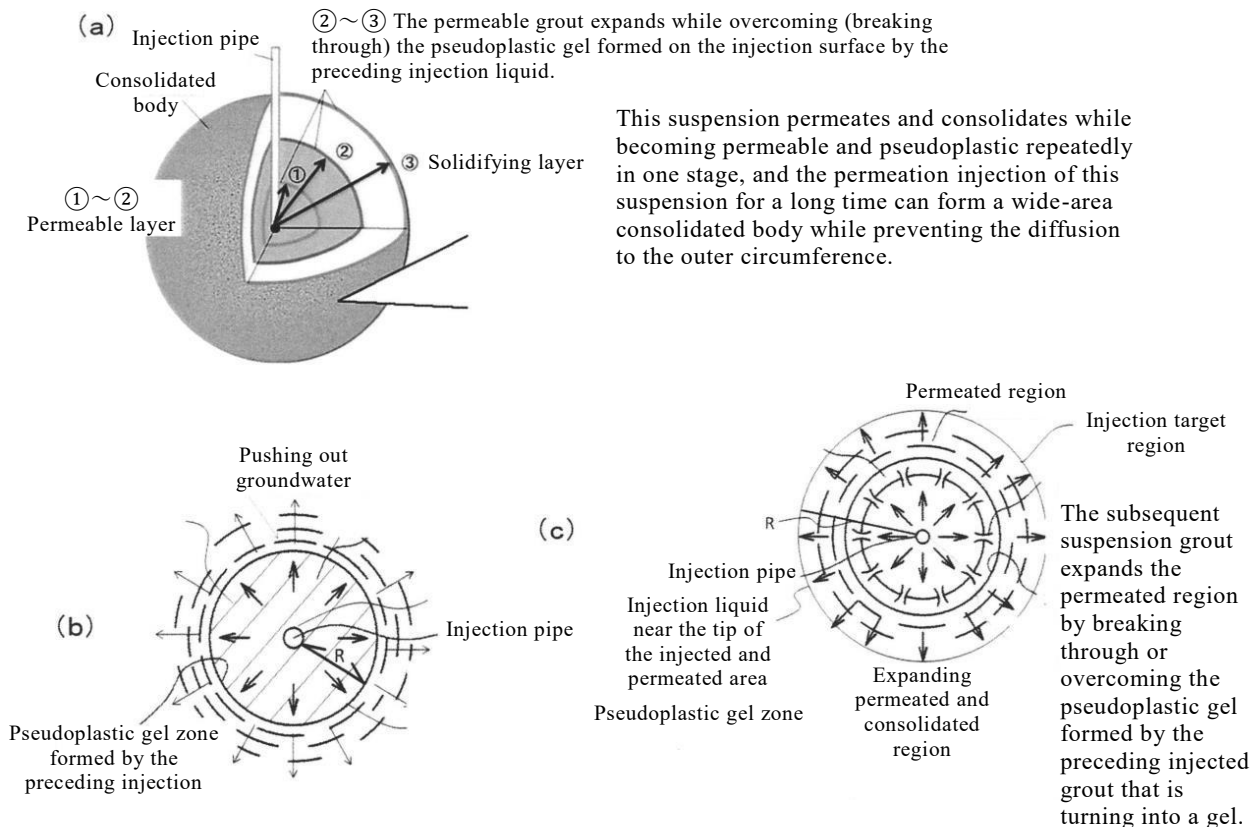 (a)
Injection pipe
Consolidated
body
②～③ The permeable grout expands while overcoming (breaking
through) the pseudoplastic gel formed on the injection surface by the
preceding injection liquid.
①
②
③ Solidifying layer
①～②
Permeable layer
This suspension permeates and consolidates while
becoming permeable and pseudoplastic repeatedly
in one stage, and the permeation injection of this
suspension for a long time can form a wide-area
consolidated body while preventing the diffusion
to the outer circumference.
(b)
Pushing out
groundwater
R
Injection pipe
Pseudoplastic gel zone
formed by the
preceding injection
(c)
Permeated region
Injection target
region
R
Injection pipe
Injection liquid
near the tip of
the injected and
permeated area
Pseudoplastic gel zone
Expanding
permeated and
consolidated
region
The subsequent
suspension grout
expands the
permeated region
by breaking
through or
overcoming the
pseudoplastic gel
formed by the
preceding injected
grout that is
turning into a gel.